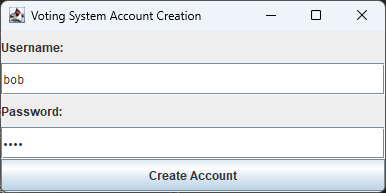 Voting System Account Creation
Username:
bob
Password:
••••
Create Account